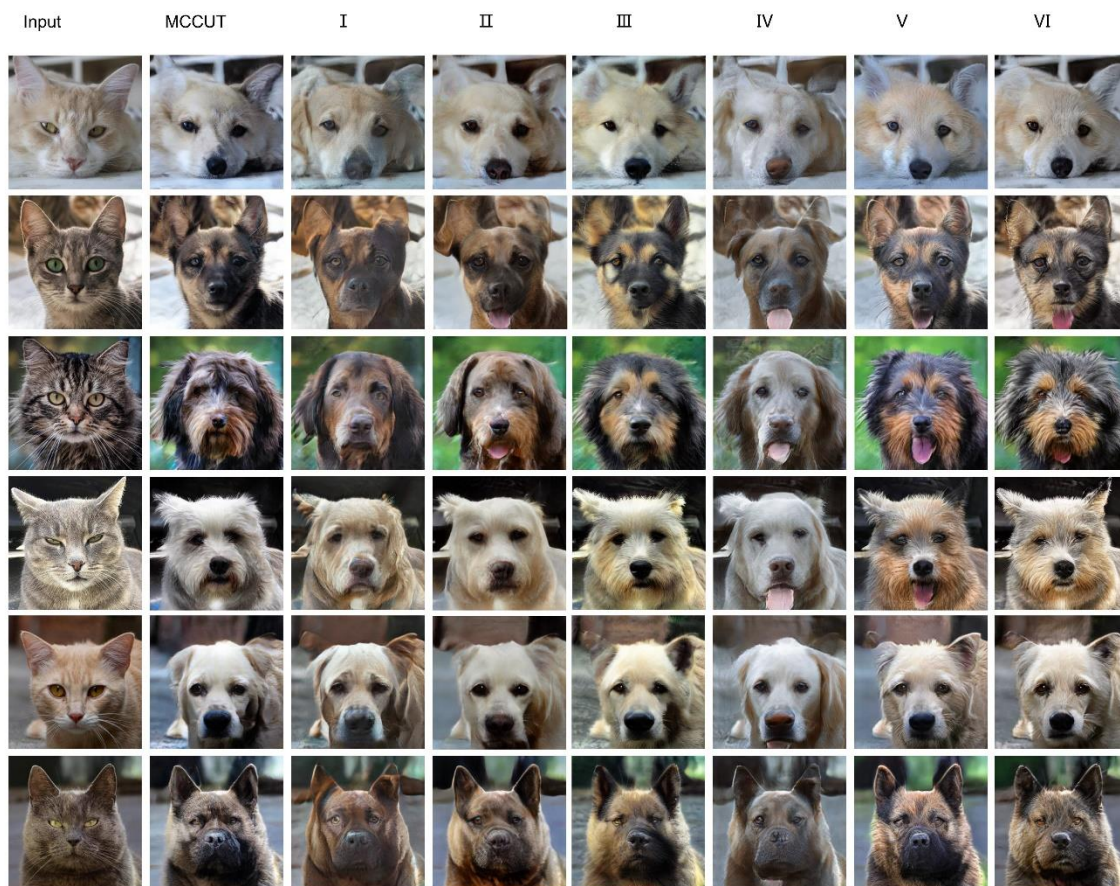 Input MCCUT Ⅰ Ⅱ Ⅲ Ⅳ Ⅴ Ⅵ